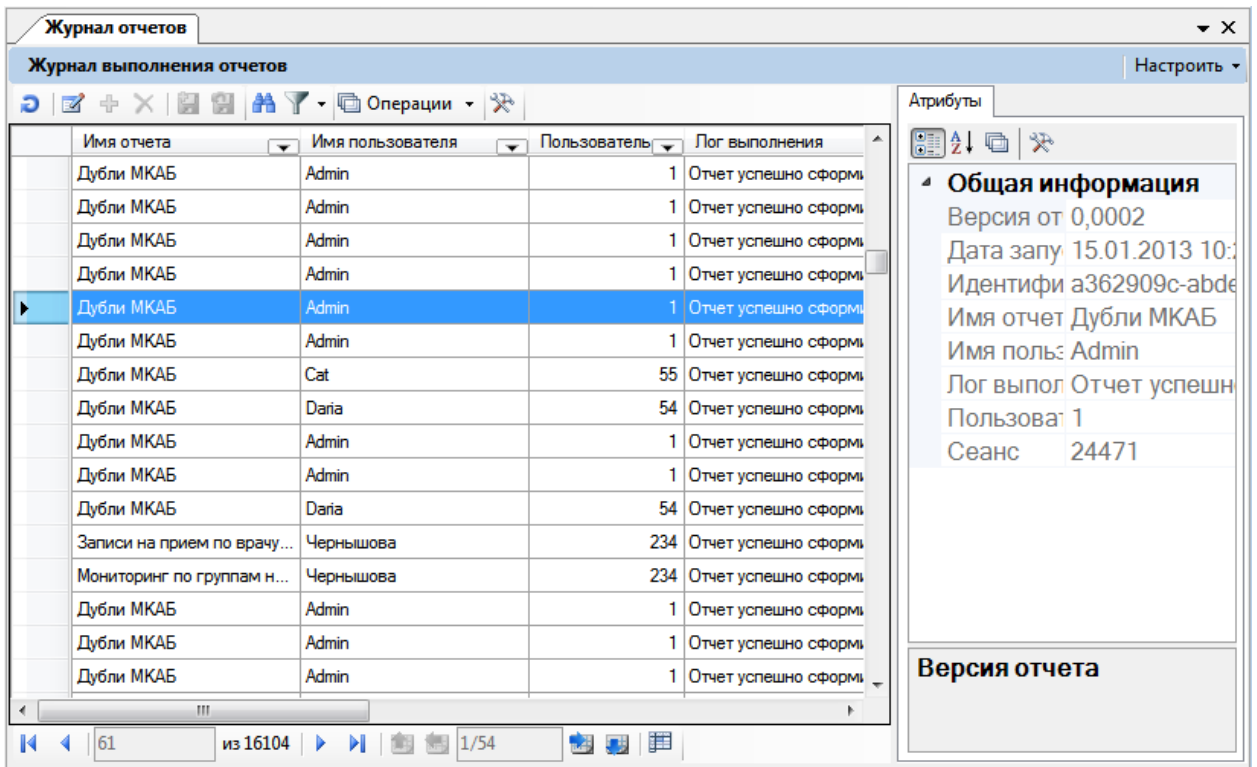 Журнал отчетов
Журнал выполнения отчетов Настроить
Операции
Атрибуты
Имя отчета Имя пользователя Пользователь Лог выполнения
Дубли МКАБ Admin 1 Отчет успешно сформи
Дубли МКАБ Admin 1 Отчет успешно сформи
Дубли МКАБ Admin 1 Отчет успешно сформи
Дубли МКАБ Admin 1 Отчет успешно сформи
Дубли МКАБ Admin 1 Отчет успешно сформи
Дубли МКАБ Admin 1 Отчет успешно сформи
Дубли МКАБ Cat 55 Отчет успешно сформи
Дубли МКАБ Daria 54 Отчет успешно сформи
Дубли МКАБ Admin 1 Отчет успешно сформи
Дубли МКАБ Admin 1 Отчет успешно сформи
Дубли МКАБ Daria 54 Отчет успешно сформи
Записи на прием по врачу... Чернышова 234 Отчет успешно сформи
Мониторинг по группам н... Чернышова 234 Отчет успешно сформи
Дубли МКАБ Admin 1 Отчет успешно сформи
Дубли МКАБ Admin 1 Отчет успешно сформи
Дубли МКАБ Admin 1 Отчет успешно сформи
61 из 16104 1/54
Общая информация
Версия от 0,0002
Дата запу 15.01.2013 10:2
Идентифи a362909c-abde
Имя отчет Дубли МКАБ
Имя польз Admin
Лог выпол Отчет успешн
Пользоват 1
Сеанс 24471
Версия отчета